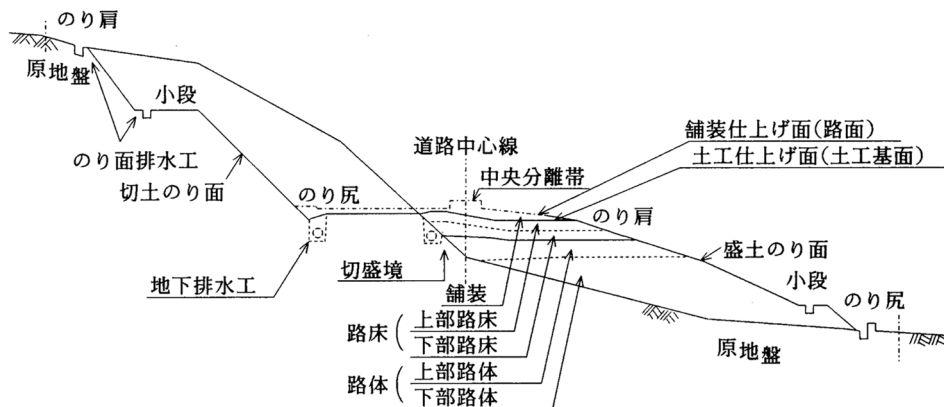 のり肩
原地盤
小段
のり面排水工
切土のり面
のり尻
地下排水工
道路中心線
中央分離帯
舗装仕上げ面(路面)
土工仕上げ面(土工基面)
のり肩
盛土のり面
切盛境
小段
のり尻
舗装
路床
上部路床
下部路床
路体
上部路体
下部路体
原地盤